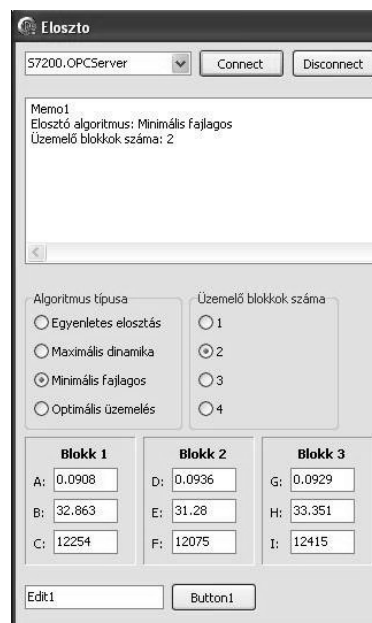 Eloszto
S7200.OPCServer Connect Disconnect
Memo1
Elosztó algoritmus: Minimális fajlagos
Üzemelő blokkok száma: 2
Algoritmus típusa Üzemelő blokkok száma
Egyenletes elosztás 1
Maximális dinamika 2
Minimális fajlagos 3
Optimális üzemelés 4
Blokk 1 Blokk 2 Blokk 3
A: 0.0908 D: 0.0936 G: 0.0929
B: 32.863 E: 31.28 H: 33.351
C: 12254 F: 12075 I: 12415
Edit1 Button1